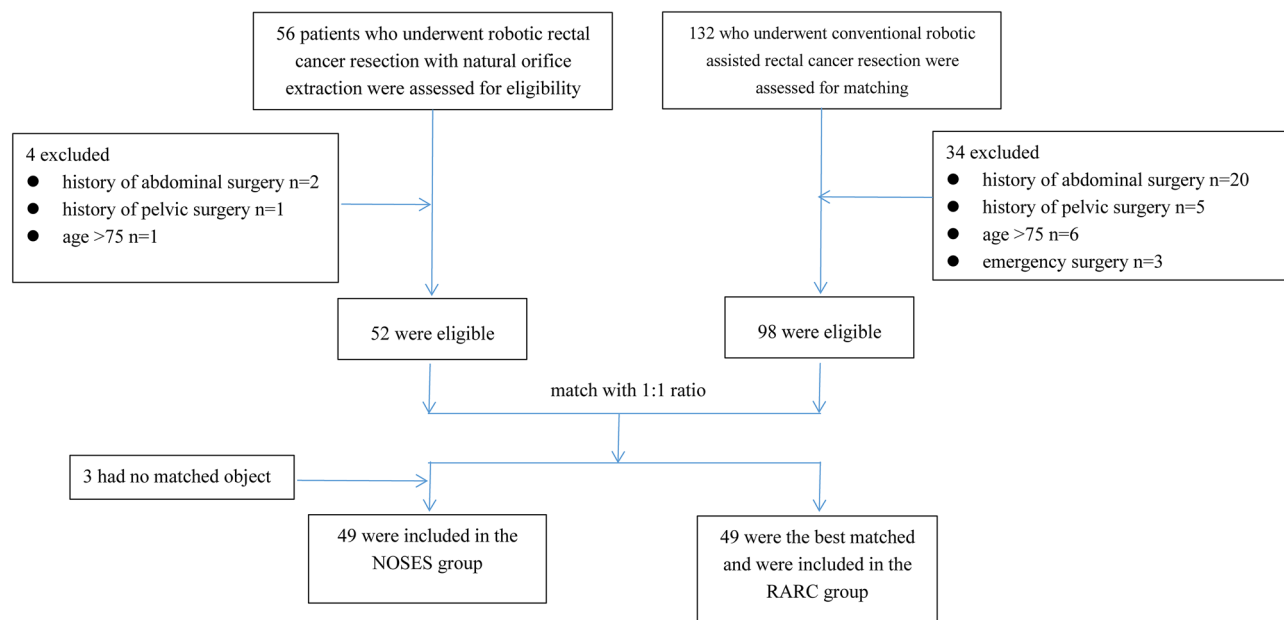 56 patients who underwent robotic rectal
cancer resection with natural orifice
extraction were assessed for eligibility
132 who underwent conventional robotic
assisted rectal cancer resection were
assessed for matching
4 excluded
● history of abdominal surgery n=2
● history of pelvic surgery n=1
● age >75 n=1
34 excluded
● history of abdominal surgery n=20
● history of pelvic surgery n=5
● age >75 n=6
● emergency surgery n=3
52 were eligible
98 were eligible
match with 1:1 ratio
3 had no matched object
49 were included in the
NOSES group
49 were the best matched
and were included in the
RARC group